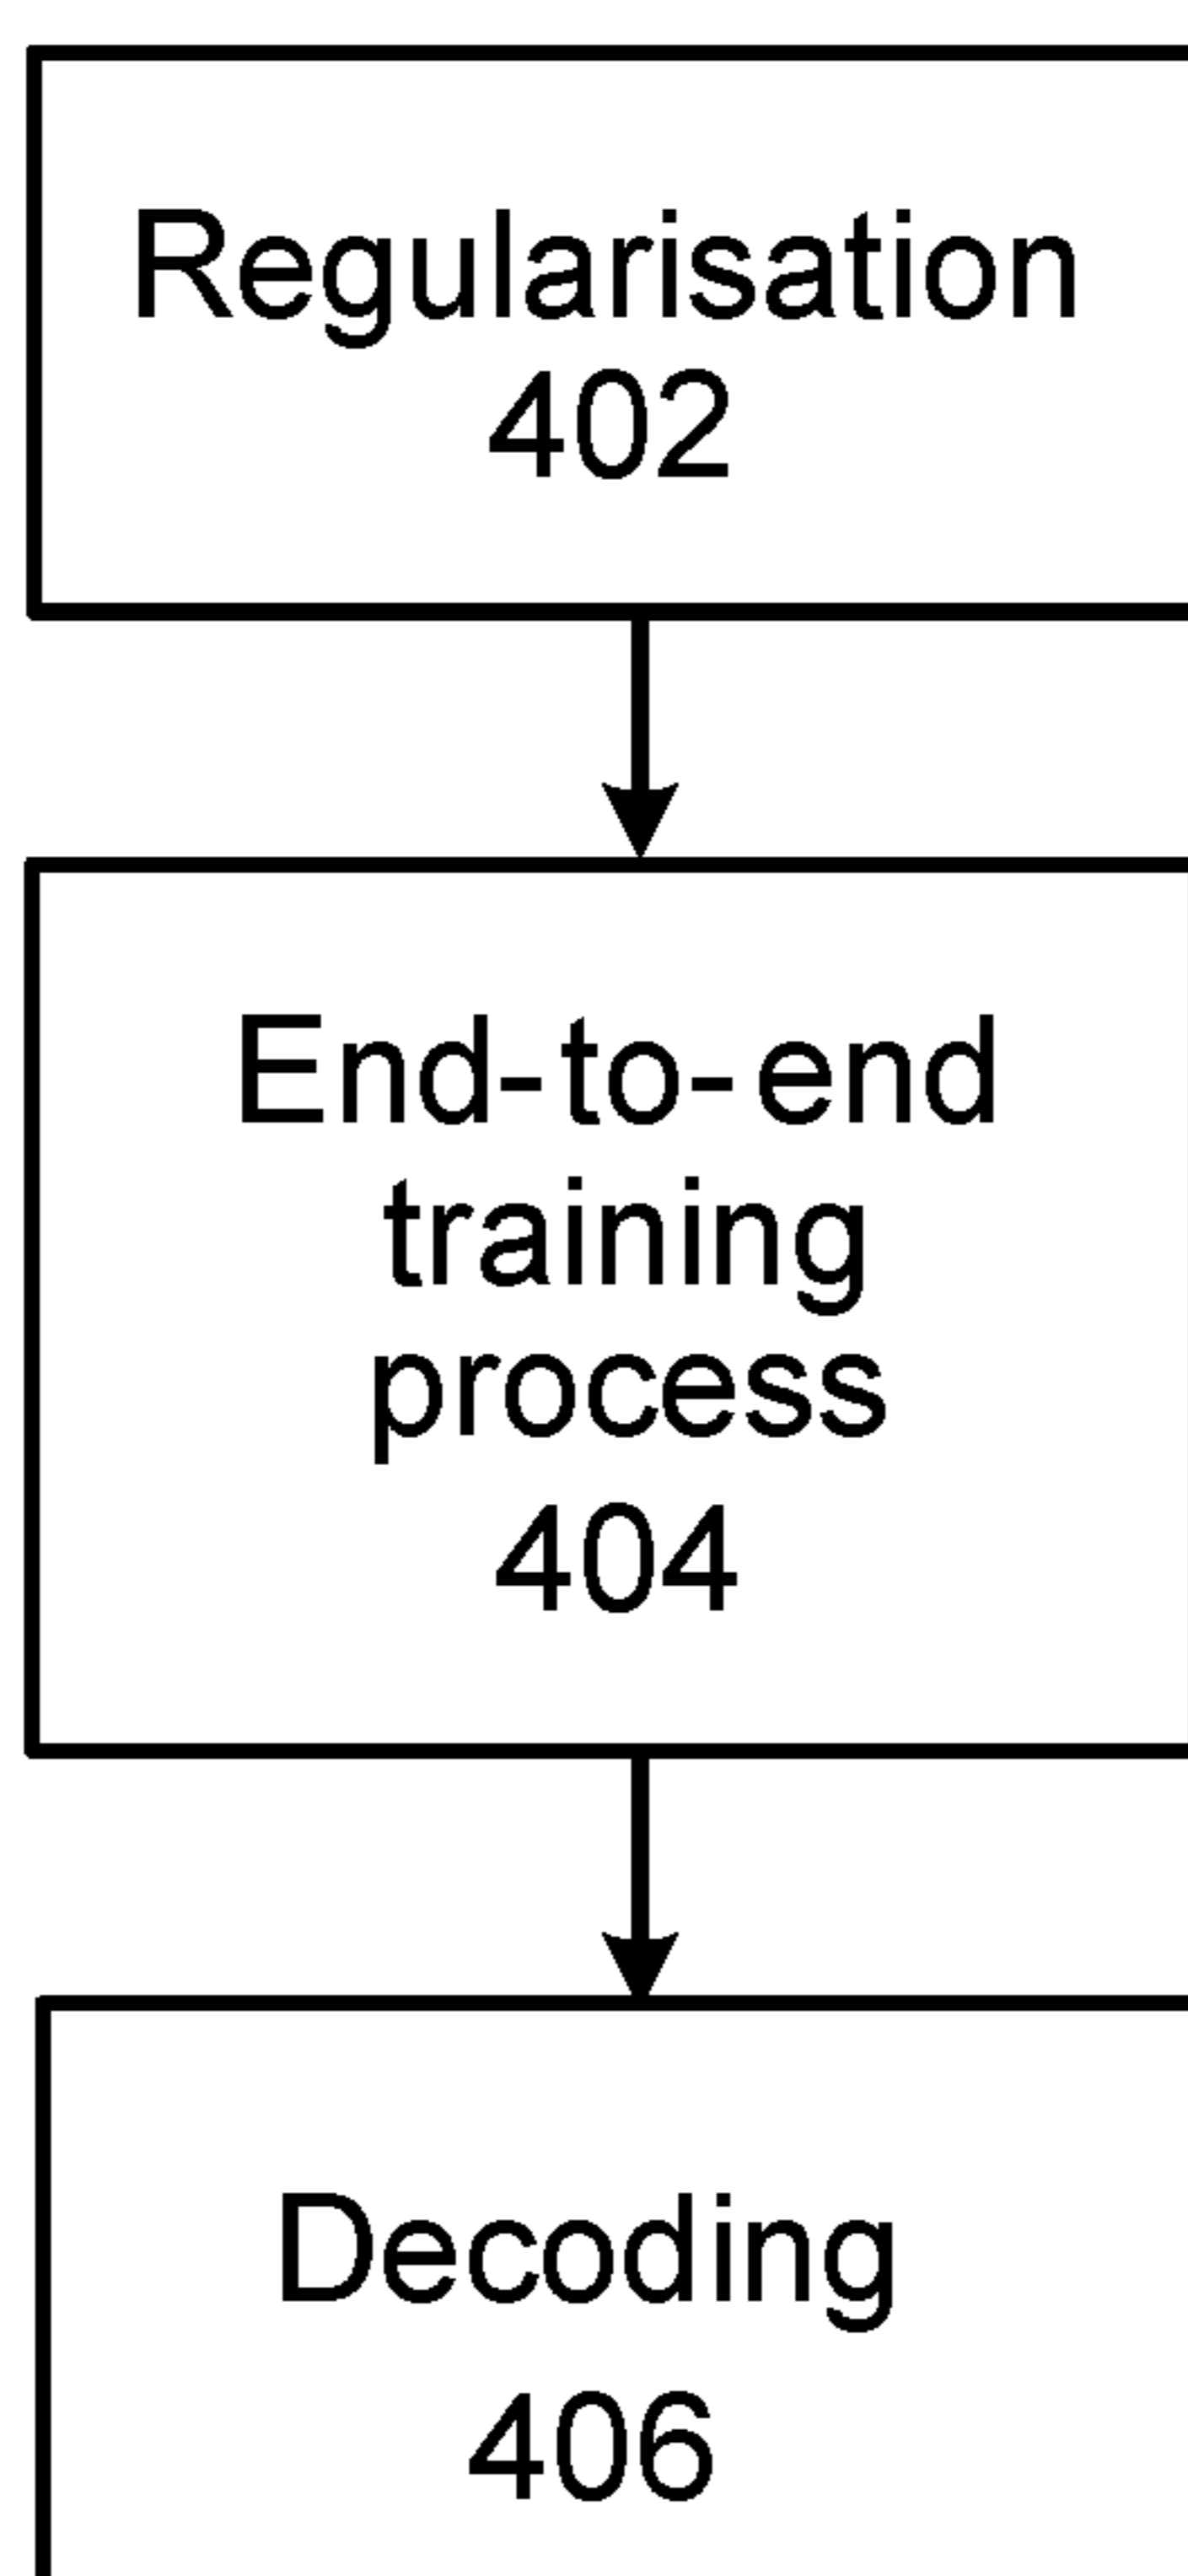 Regularisation
402
End-to-end
training
process
404
Decoding
406